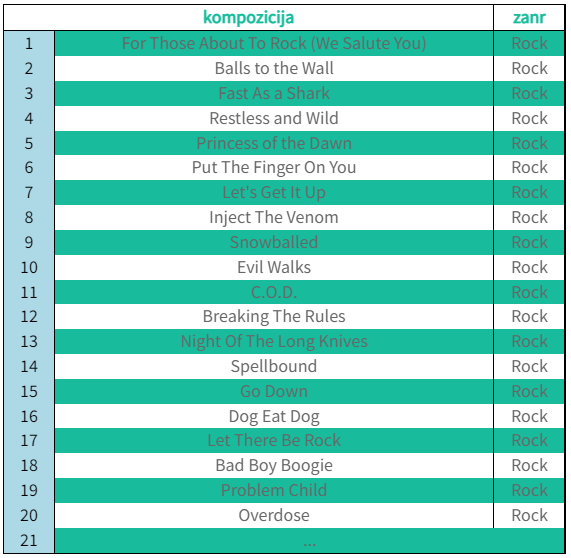 kompozicija zanr
1 For Those About To Rock (We Salute You) Rock
2 Balls to the Wall Rock
3 Fast As a Shark Rock
4 Restless and Wild Rock
5 Princess of the Dawn Rock
6 Put The Finger On You Rock
7 Let's Get It Up Rock
8 Inject The Venom Rock
9 Snowballed Rock
10 Evil Walks Rock
11 C.O.D. Rock
12 Breaking The Rules Rock
13 Night Of The Long Knives Rock
14 Spellbound Rock
15 Go Down Rock
16 Dog Eat Dog Rock
17 Let There Be Rock Rock
18 Bad Boy Boogie Rock
19 Problem Child Rock
20 Overdose Rock
21 ...